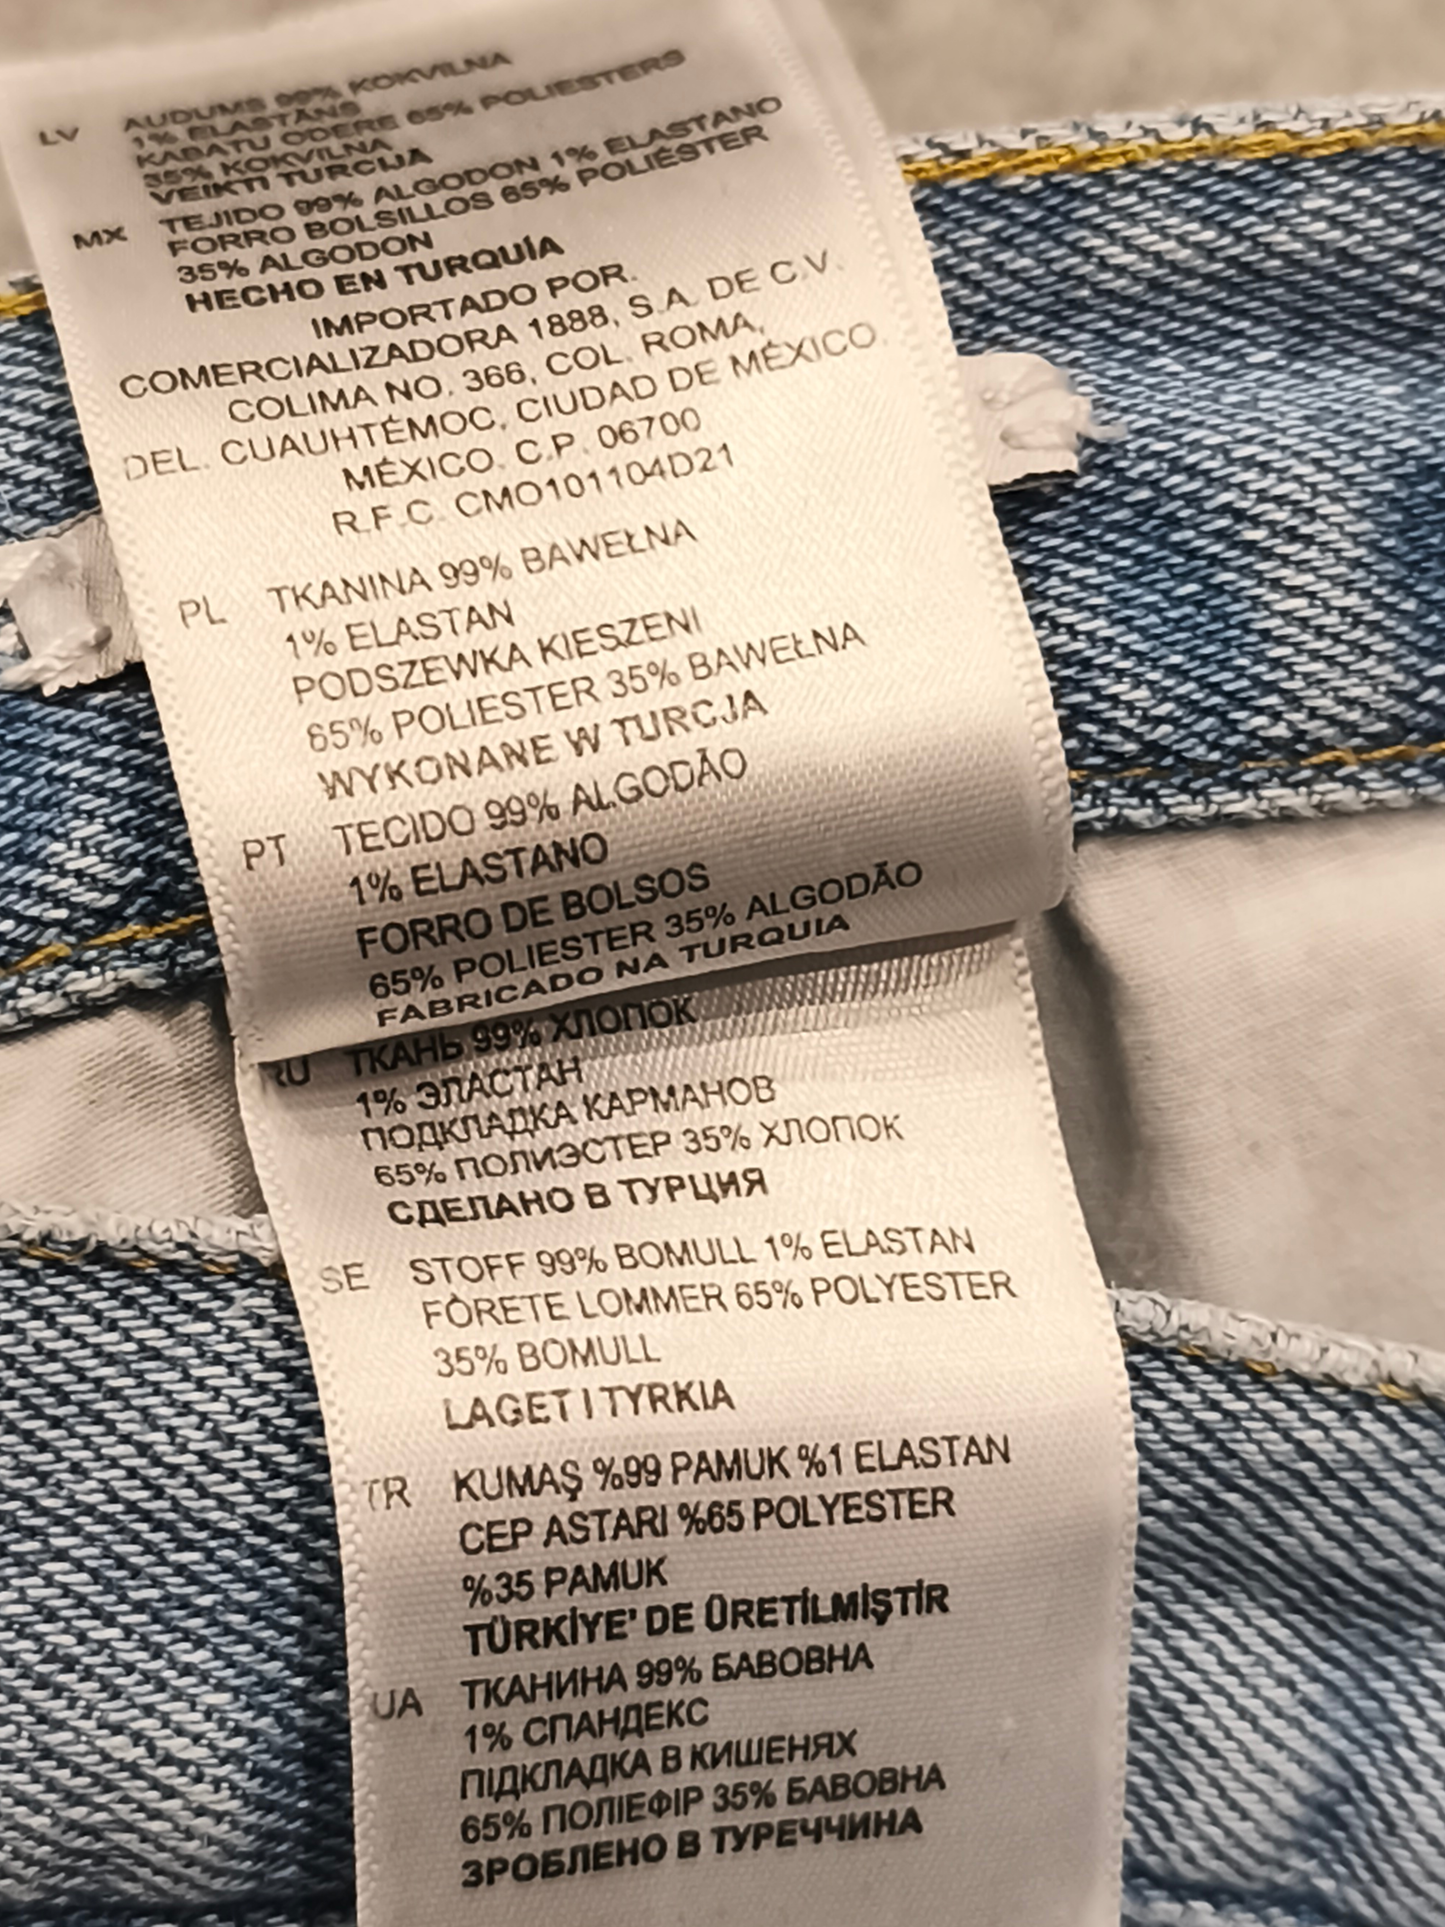 LV AUDUMS 99% KOKVILNA
1% ELASTĀNS
KABATU ODERE 65% POLIESTERS
35% KOKVILNA
VEIKTI TURCIJA
MX TEJIDO 99% ALGODON 1% ELASTANO
FORRO BOLSILLOS 65% POLIÉSTER
35% ALGODON
HECHO EN TURQUÍA
IMPORTADO POR:
COMERCIALIZADORA 1888, S.A. DE C.V.
COLIMA NO. 366, COL. ROMA,
DEL. CUAUHTÉMOC, CIUDAD DE MÉXICO.
MÉXICO. C.P. 06700
R.F.C. CMO101104D21
PL TKANINA 99% BAWEŁNA
1% ELASTAN
PODSZEWKA KIESZENI
65% POLIESTER 35% BAWEŁNA
WYKONANE W TURCJA
PT TECIDO 99% ALGODÃO
1% ELASTANO
FORRO DE BOLSOS
65% POLIESTER 35% ALGODÃO
FABRICADO NA TURQUIA
RU ТКАНЬ 99% ХЛОПОК
1% ЭЛАСТАН
ПОДКЛАДКА КАРМАНОВ
65% ПОЛИЭСТЕР 35% ХЛОПОК
СДЕЛАНО В ТУРЦИЯ
SE STOFF 99% BOMULL 1% ELASTAN
FÒRETE LOMMER 65% POLYESTER
35% BOMULL
LAGET I TYRKIA
TR KUMAŞ %99 PAMUK %1 ELASTAN
CEP ASTARI %65 POLYESTER
%35 PAMUK
TÜRKİYE' DE ÜRETİLMİŞTİR
UA ТКАНИНА 99% БАВОВНА
1% СПАНДЕКС
ПІДКЛАДКА В КИШЕНЯХ
65% ПОЛІЕФІР 35% БАВОВНА
ЗРОБЛЕНО В ТУРЕЧЧИНА